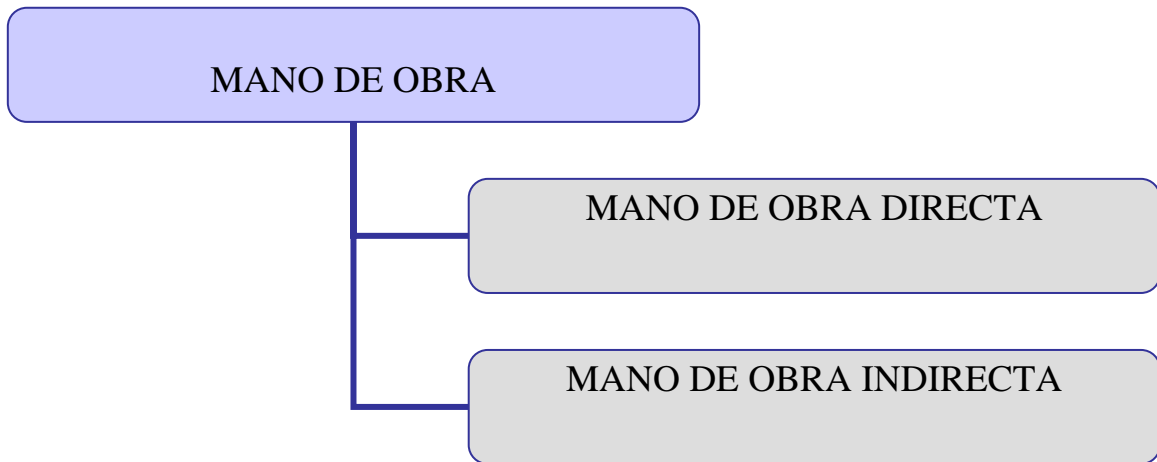 MANO DE OBRA
MANO DE OBRA DIRECTA
MANO DE OBRA INDIRECTA